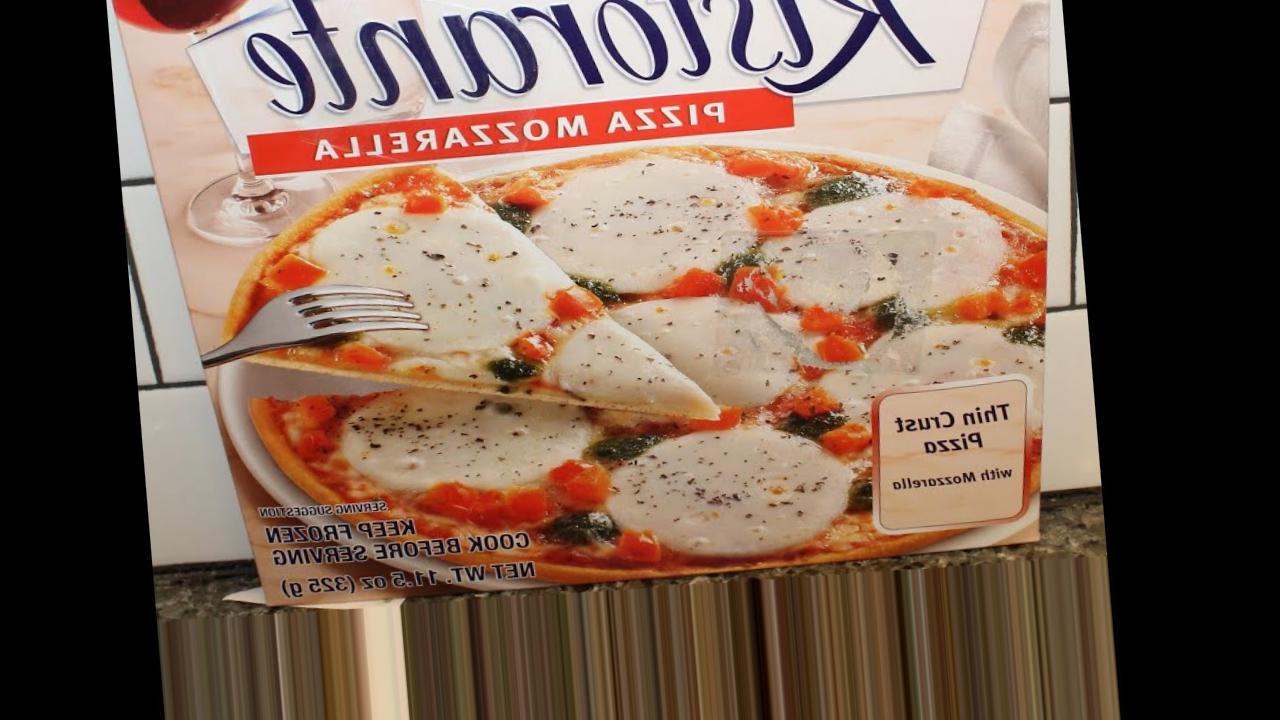 Ristorante
PIZZA MOZZARELLA
Thin Crust
Pizza
with Mozzarella
SERVING SUGGESTION
KEEP FROZEN
COOK BEFORE SERVING
NET WT. 11.5 oz (325 g)